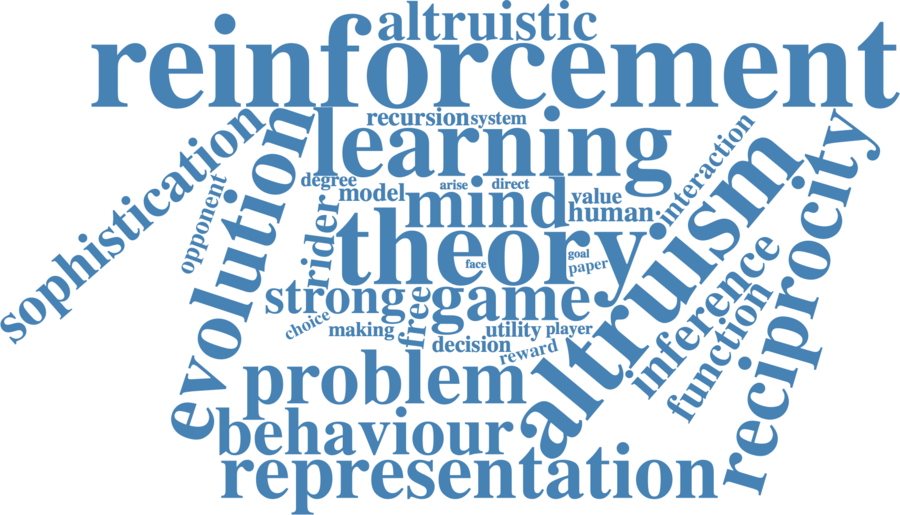 altruistic
reinforcement
recursion system
learning
sophistication
evolution
opponent
degree
model
arise
direct
mind
value
human
interaction
rider
theory
face
goal
paper
altruism
reciprocity
strong
game
free
choice
making
utility
player
decision
reward
inference
function
problem
behaviour
representation